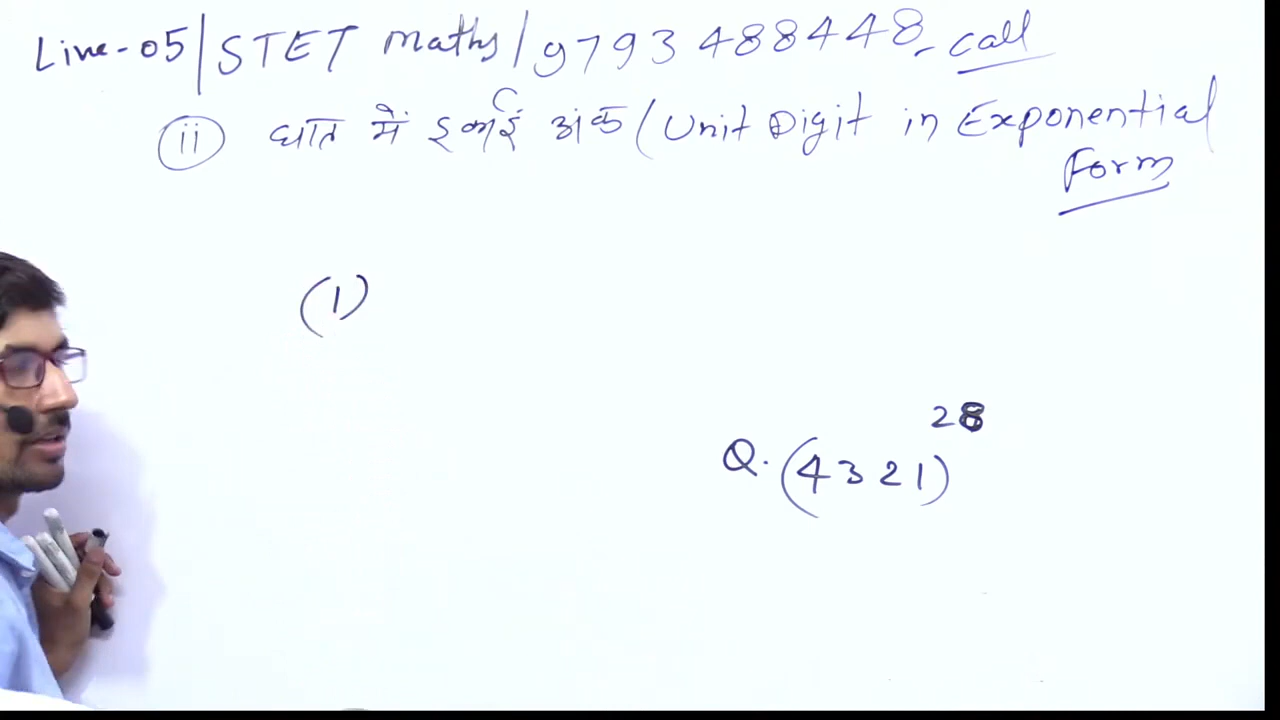 Live-05/STET Maths/9793488448-call
(ii) घात में इकाई अंक (Unit Digit in Exponential
Form
(1)
28
Q. (4321)